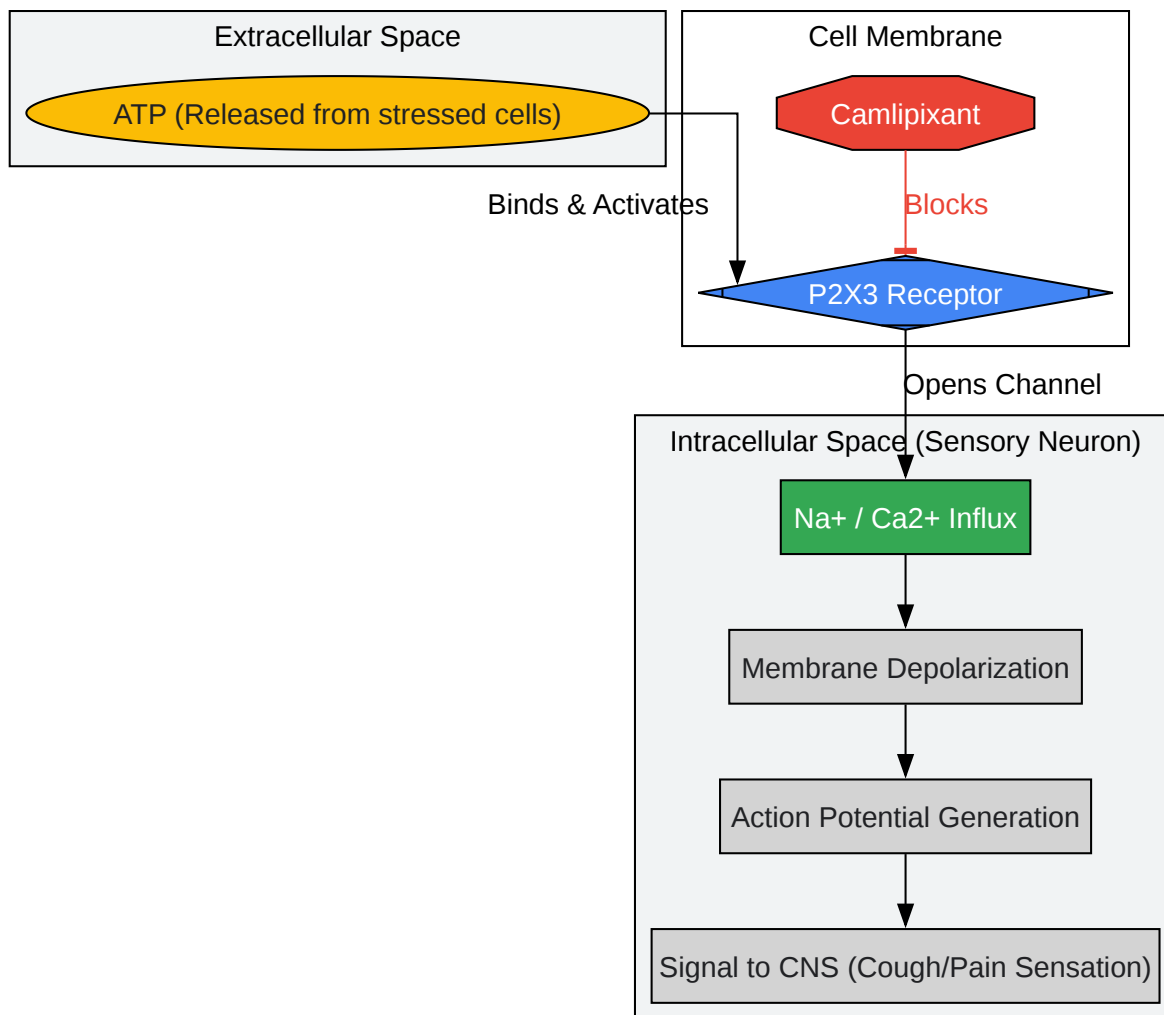 Extracellular Space
Cell Membrane
ATP (Released from stressed cells)
Camlipixant
Binds & Activates
Blocks
P2X3 Receptor
Opens Channel
Intracellular Space (Sensory Neuron)
Na+ / Ca2+ Influx
Membrane Depolarization
Action Potential Generation
Signal to CNS (Cough/Pain Sensation)